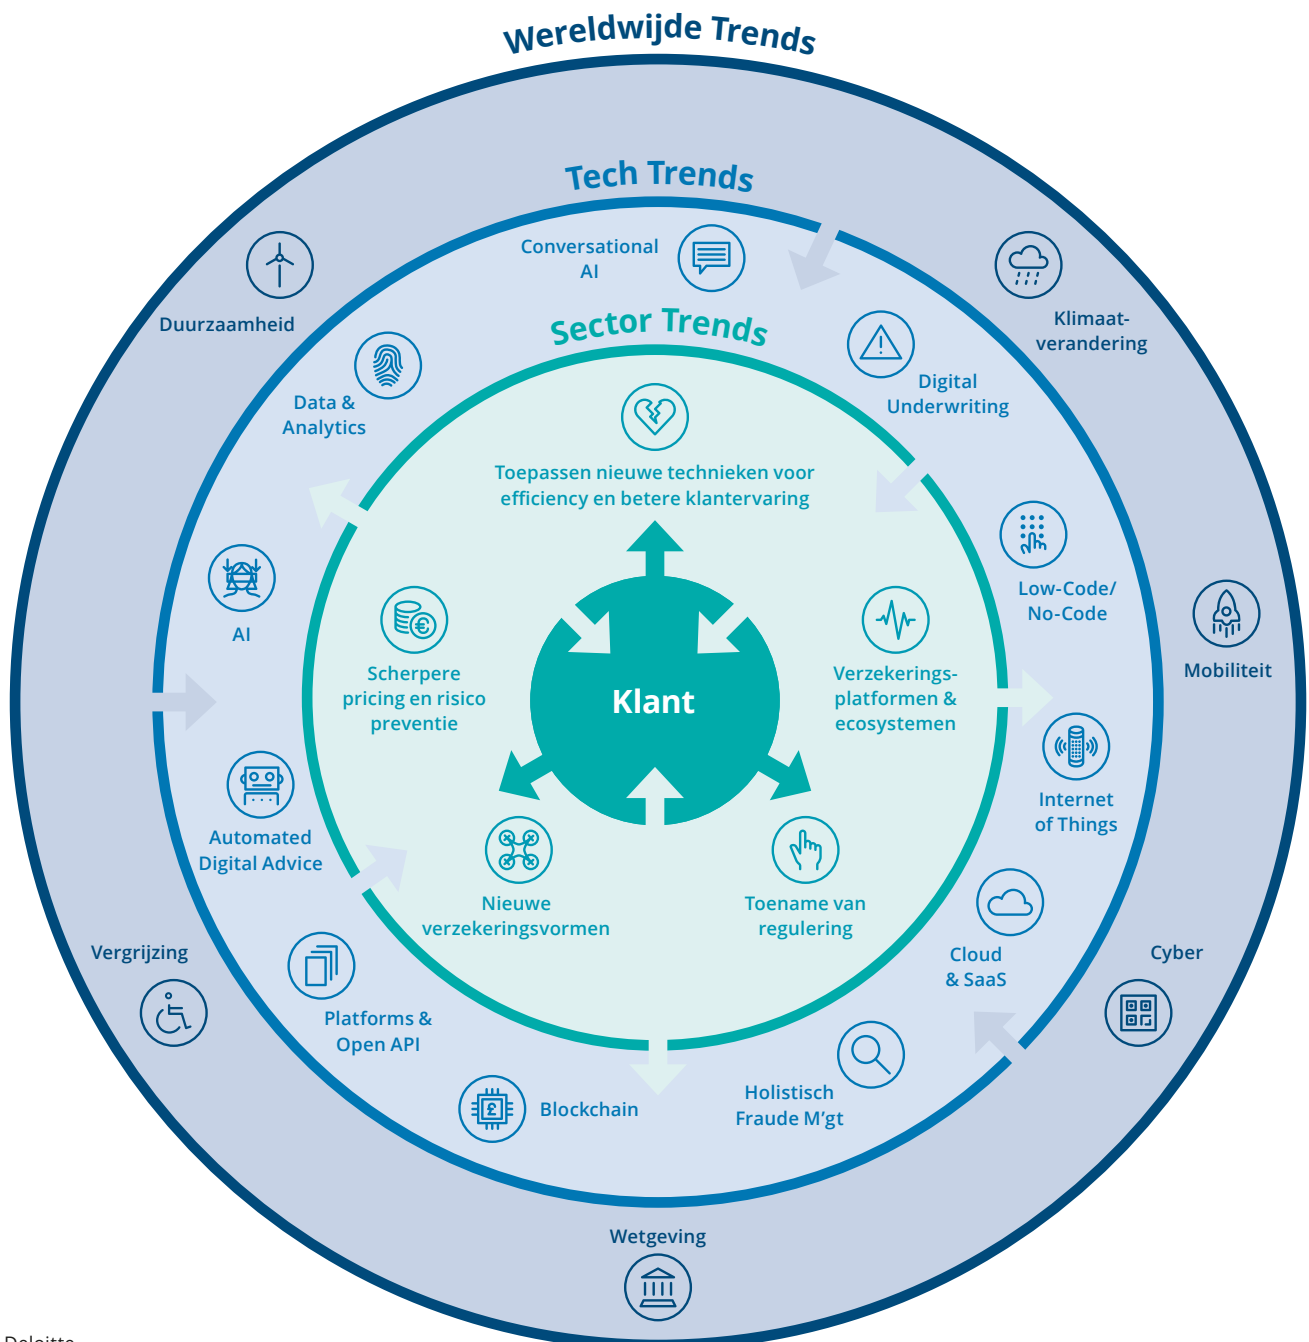 Wereldwijde Trends
Tech Trends
Conversational
AI
Sector Trends
Duurzaamheid
Klimaat-
verandering
Data &
Analytics
Digital
Underwriting
Toepassen nieuwe technieken voor
efficiency en betere klantervaring
AI
Low-Code/
No-Code
Mobiliteit
Scherpere
pricing en risico
preventie
Klant
Verzekerings-
platformen &
ecosystemen
Automated
Digital Advice
Internet
of Things
Nieuwe
verzekeringsvormen
Toename van
regulering
Vergrijzing
Cloud
& SaaS
Cyber
Platforms &
Open API
Blockchain
Holistisch
Fraude M'gt
Wetgeving
Deloitte